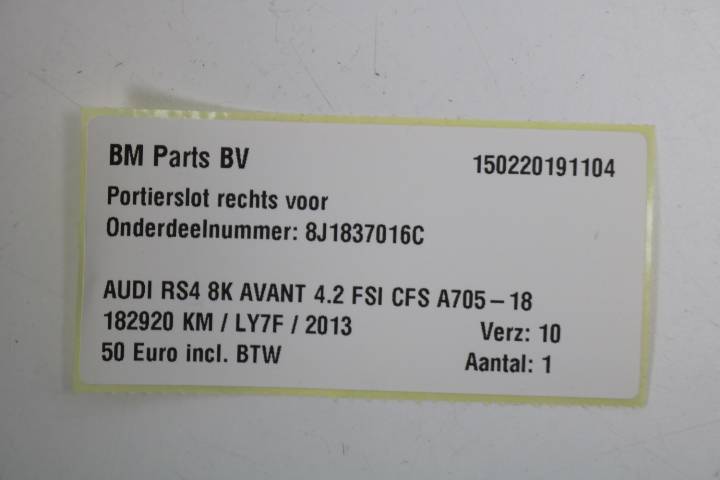 BM Parts BV 150220191104
Portierslot rechts voor
Onderdeelnummer: 8J1837016C
AUDI RS4 8K AVANT 4.2 FSI CFS A705-18
182920 KM / LY7F / 2013 Verz: 10
50 Euro incl. BTW Aantal: 1